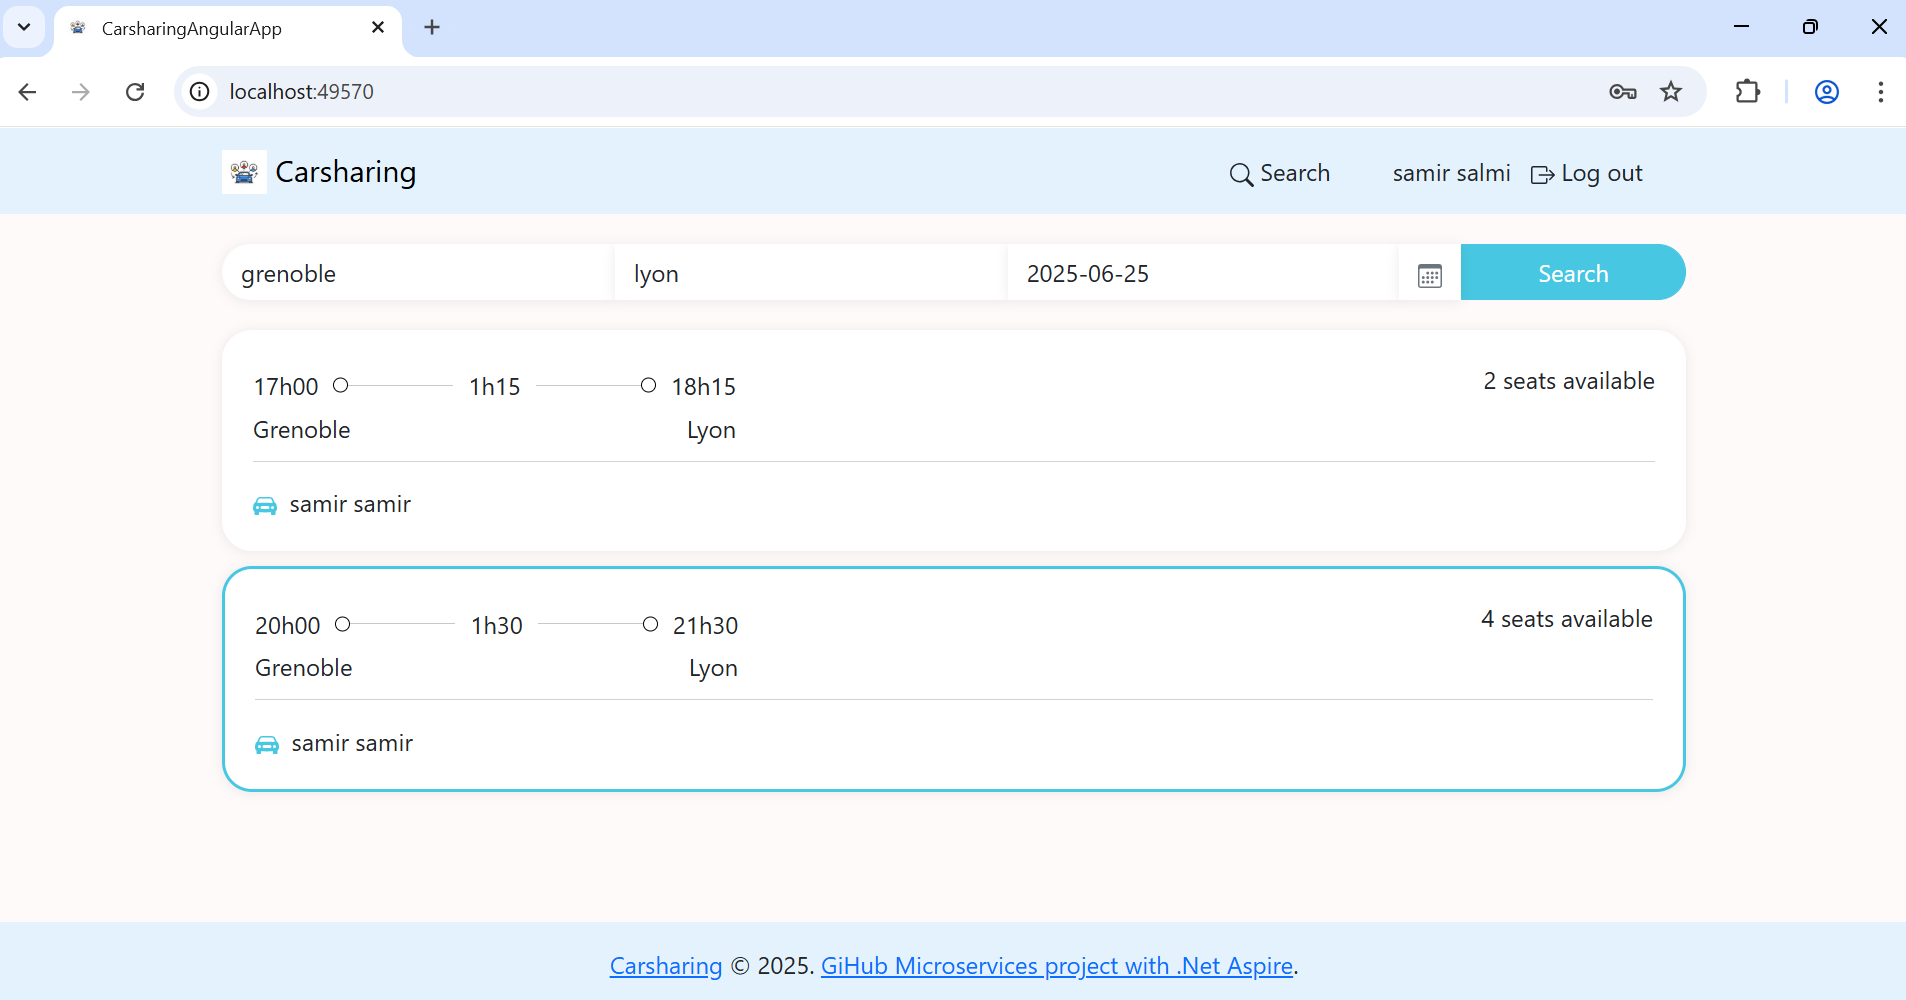 CarsharingAngularApp
localhost:49570
Carsharing
Search
samir salmi
Log out
grenoble
lyon
2025-06-25
Search
17h00
1h15
18h15
2 seats available
Grenoble
Lyon
samir samir
20h00
1h30
21h30
4 seats available
Grenoble
Lyon
samir samir
Carsharing © 2025. GiHub Microservices project with .Net Aspire.